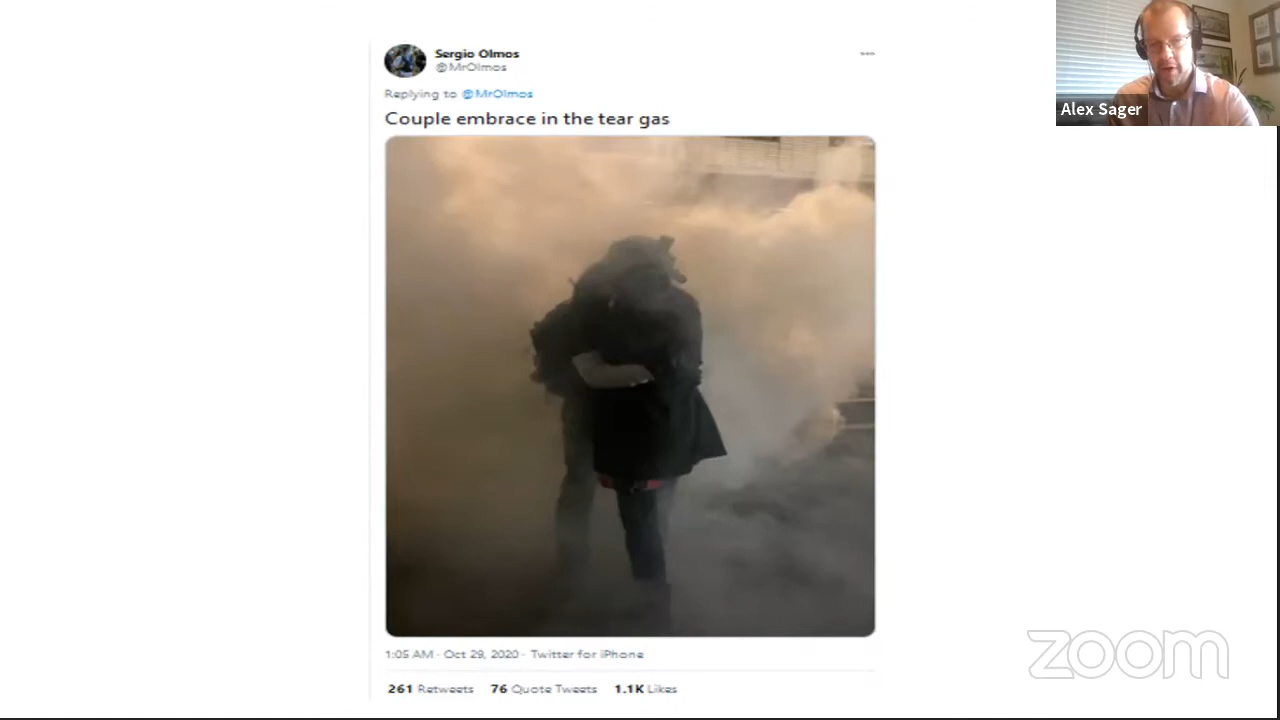 Sergio Olmos
@MrOlmos
Replying to @MrOlmos
Couple embrace in the tear gas
1:05 AM · Oct 29, 2020 · Twitter for iPhone
261 Retweets 76 Quote Tweets 1.1K Likes
Alex Sager
zoom